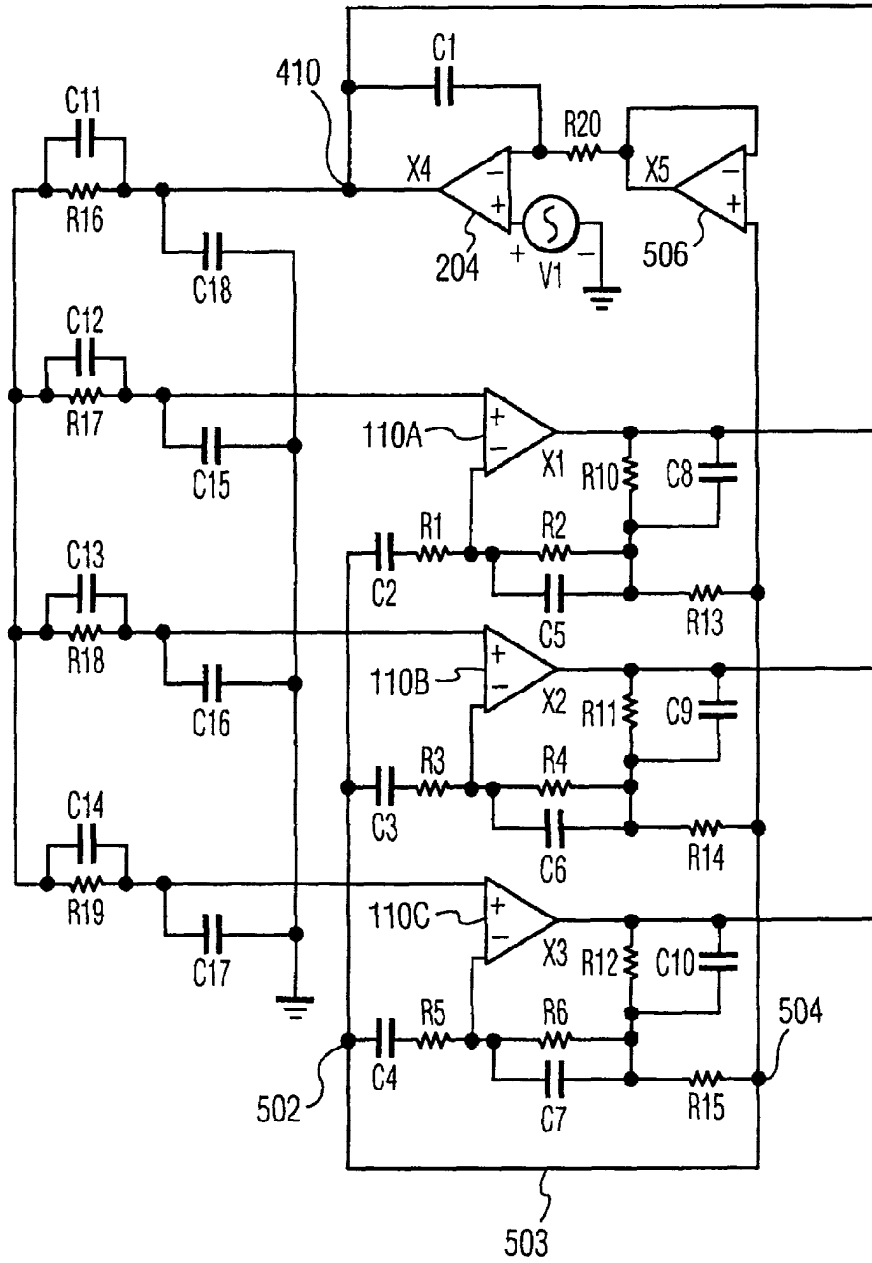 C1
410
C11
R20
X4
X5
−
+
−
+
R16
204
+
−
V1
506
C18
C12
R17
110A
+
−
X1
R10
C8
C15
C13
C2
R1
R2
C5
R13
R18
110B
+
−
X2
R11
C9
C16
C14
C3
R3
R4
C6
R14
R19
110C
+
−
X3
R12
C10
C17
R5
R6
504
C4
C7
R15
502
503